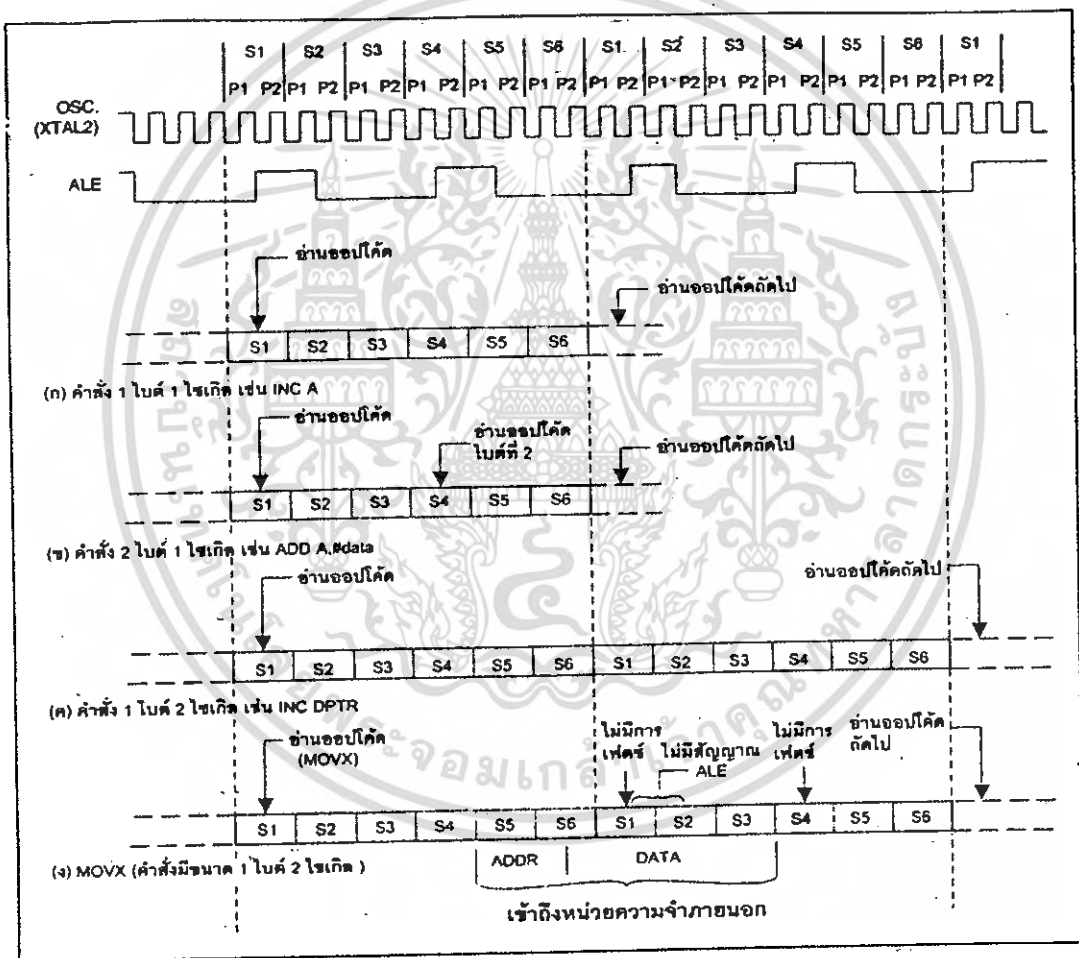 S1 S2 S3 S4 S5 S6 S1. S2 S3 S4 S5 S6 S1
P1 P2 P1 P2 P1 P2 P1 P2 P1 P2 P1 P2 P1 P2 P1 P2 P1 P2 P1 P2 P1 P2 P1 P2 P1 P2
OSC.
(XTAL2)
ALE
อ่านออปโค้ด
อ่านออปโค้ดถัดไป
S1 S2 S3 S4 S5 S6
(ก) คำสั่ง 1 ไบต์ 1 ไซเกิล เช่น INC A
อ่านออปโค้ด
อ่านออปโค้ด
ไบต์ที่ 2
อ่านออปโค้ดถัดไป
S1 S2 S3 S4 S5 S6
(ข) คำสั่ง 2 ไบต์ 1 ไซเกิล เช่น ADD A,#data
อ่านออปโค้ด
อ่านออปโค้ดถัดไป
S1 S2 S3 S4 S5 S6 S1 S2 S3 S4 S5 S6
(ค) คำสั่ง 1 ไบต์ 2 ไซเกิล เช่น INC DPTR
อ่านออปโค้ด
(MOVX)
ไม่มีการ
เฟตช์
ไม่มีสัญญาณ
ALE
ไม่มีการ
เฟตช์
อ่านออปโค้ด
ถัดไป
S1 S2 S3 S4 S5 S6 S1 S2 S3 S4 S5 S6
ADDR DATA
(ง) MOVX (คำสั่งมีขนาด 1 ไบต์ 2 ไซเกิล )
เข้าถึงหน่วยความจำภายนอก